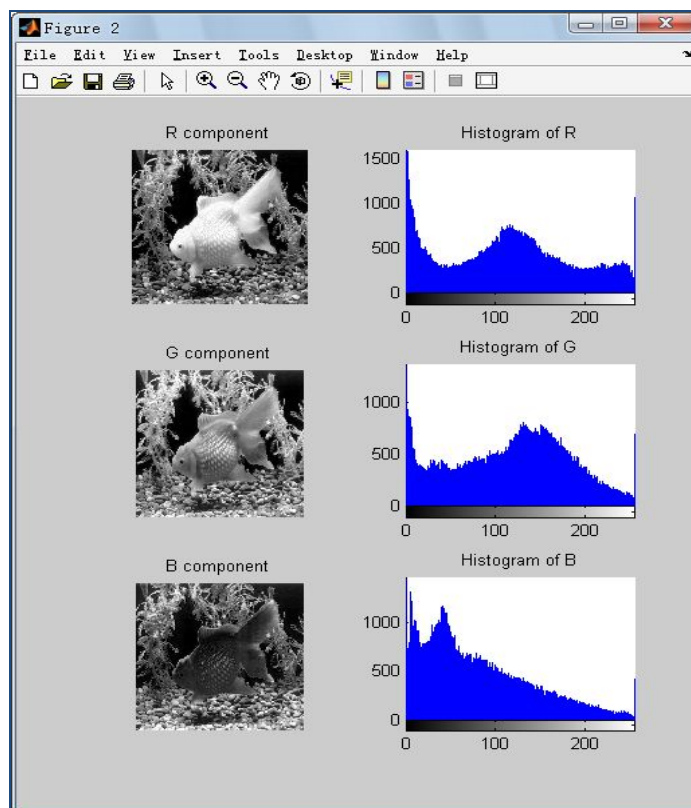 Figure 2
File Edit View Insert Tools Desktop Window Help
R component
Histogram of R
1500
1000
500
0
0 100 200
G component
Histogram of G
1000
500
0
0 100 200
B component
Histogram of B
1000
500
0
0 100 200